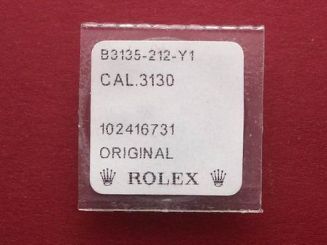 B3135-212-Y1
CAL.3130
102416731
ORIGINAL
ROLEX